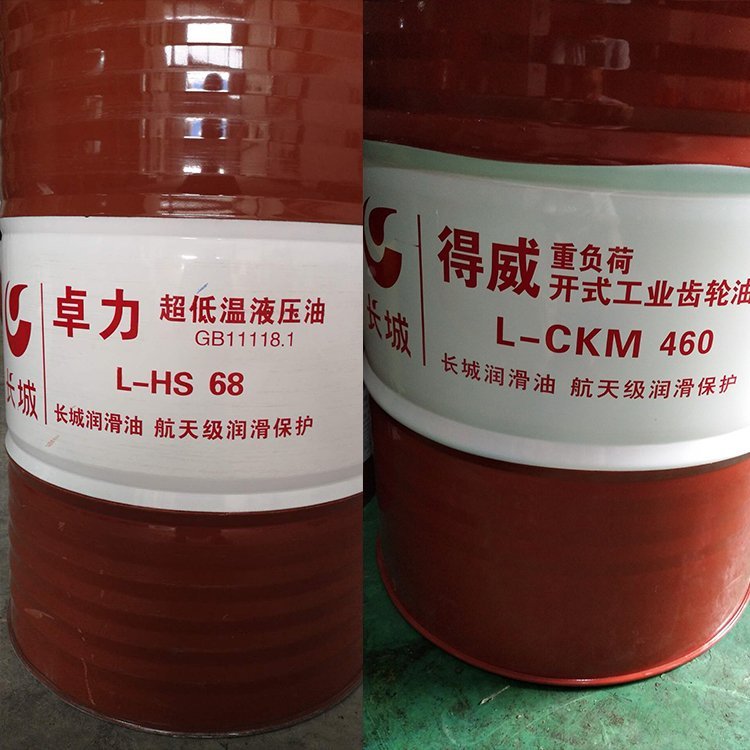 长城
卓力
超低温液压油
GB11118.1
L-HS 68
长城润滑油 航天级润滑保护
长城
得威
重负荷
开式工业齿轮油
L-CKM 460
长城润滑油 航天级润滑保护